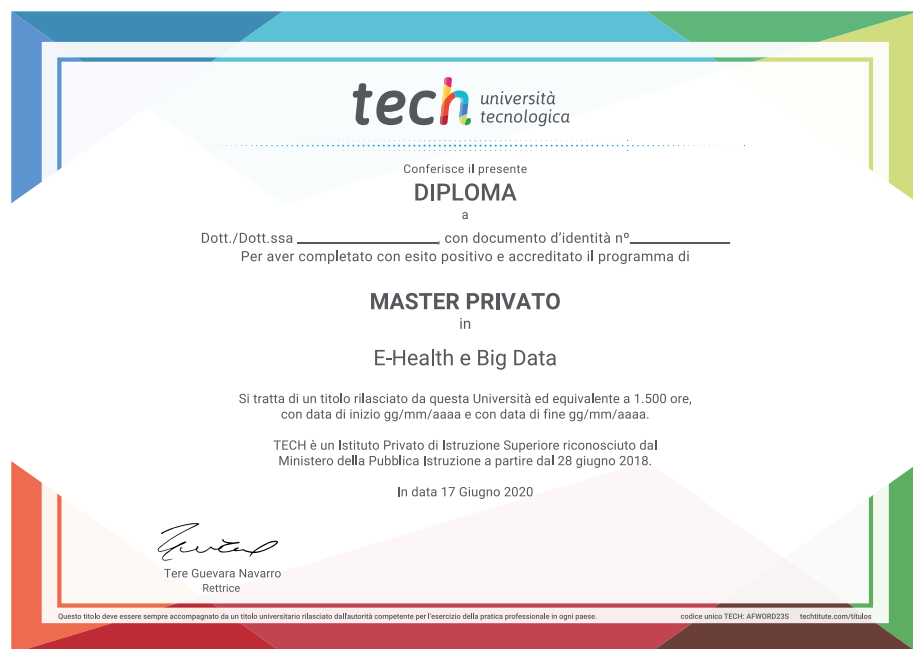 tech università
tecnologica
Conferisce il presente
DIPLOMA
a
Dott./Dott.ssa ____________________, con documento d'identità nº______________
Per aver completato con esito positivo e accreditato il programma di
MASTER PRIVATO
in
E-Health e Big Data
Si tratta di un titolo rilasciato da questa Università ed equivalente a 1.500 ore,
con data di inizio gg/mm/aaaa e con data di fine gg/mm/aaaa.
TECH è un Istituto Privato di Istruzione Superiore riconosciuto dal
Ministero della Pubblica Istruzione a partire dal 28 giugno 2018.
In data 17 Giugno 2020
Tere Guevara Navarro
Rettrice
Questo titolo deve essere sempre accompagnato da un titolo universitario rilasciato dall'autorità competente per l'esercizio della pratica professionale in ogni paese. codice unico TECH: AFWORD23S techtitute.com/titulos